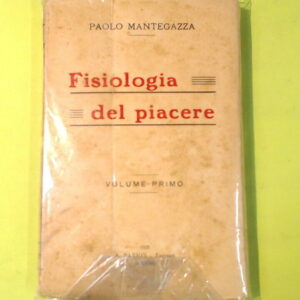 PAOLO MANTEGAZZA
Fisiologia
del piacere
VOLUME PRIMO